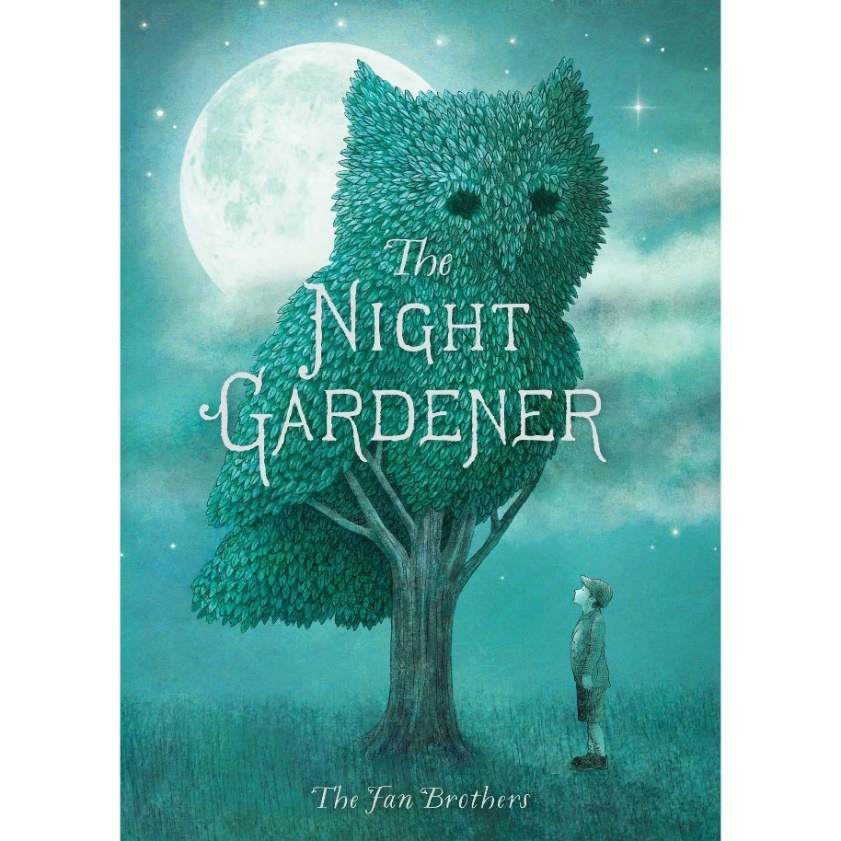 The
NIGHT
GARDENER
The Fan Brothers